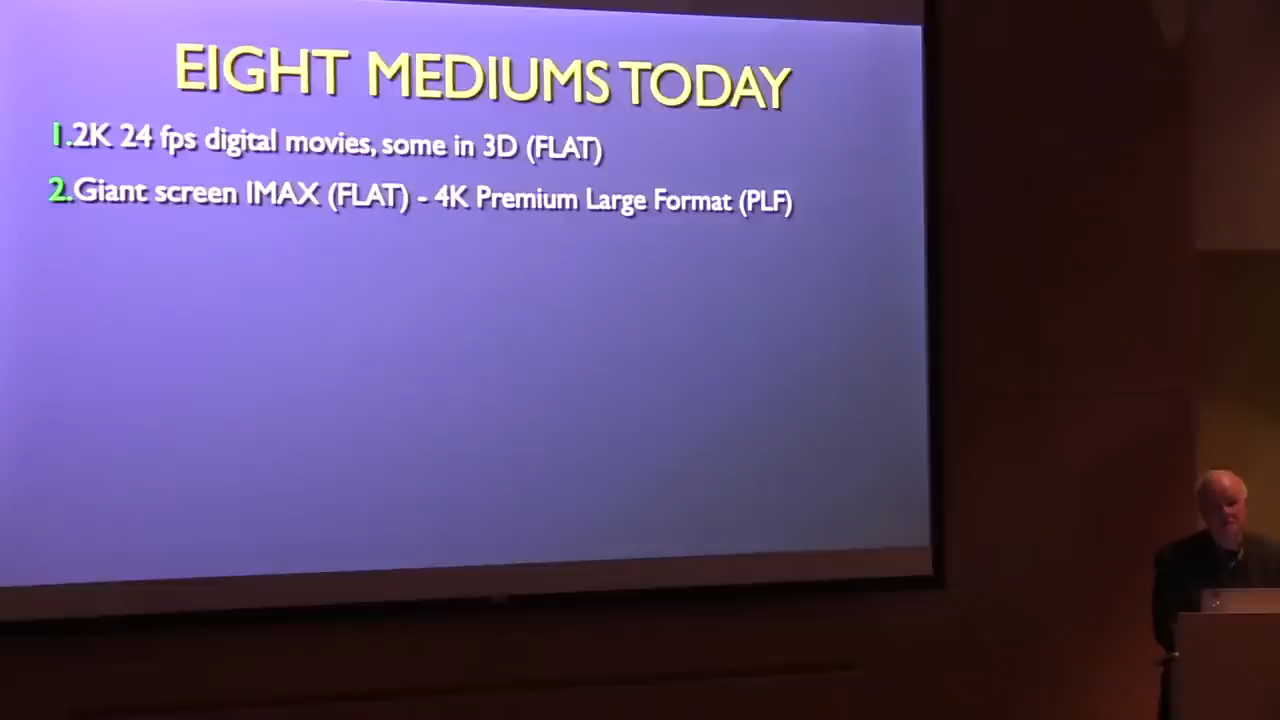 EIGHT MEDIUMS TODAY
1.2K 24 fps digital movies, some in 3D (FLAT)
2.Giant screen IMAX (FLAT) - 4K Premium Large Format (PLF)